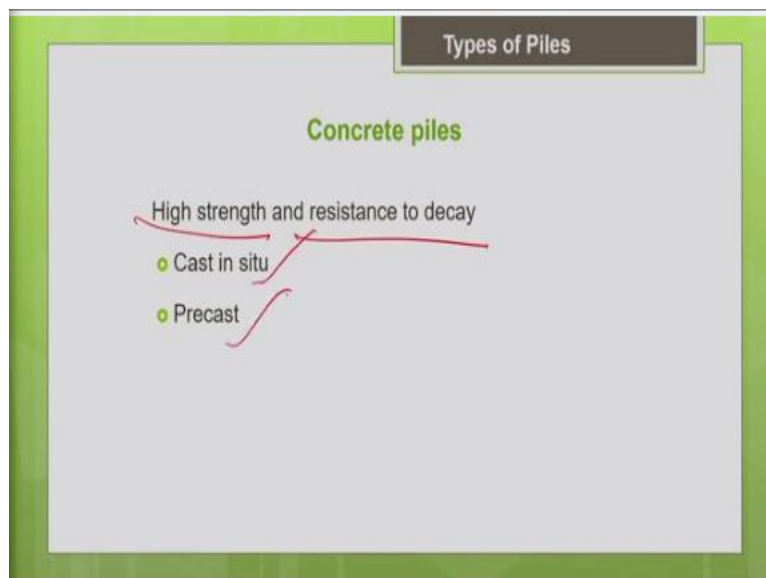 Types of Piles
Concrete piles
High strength and resistance to decay
Cast in situ
Precast